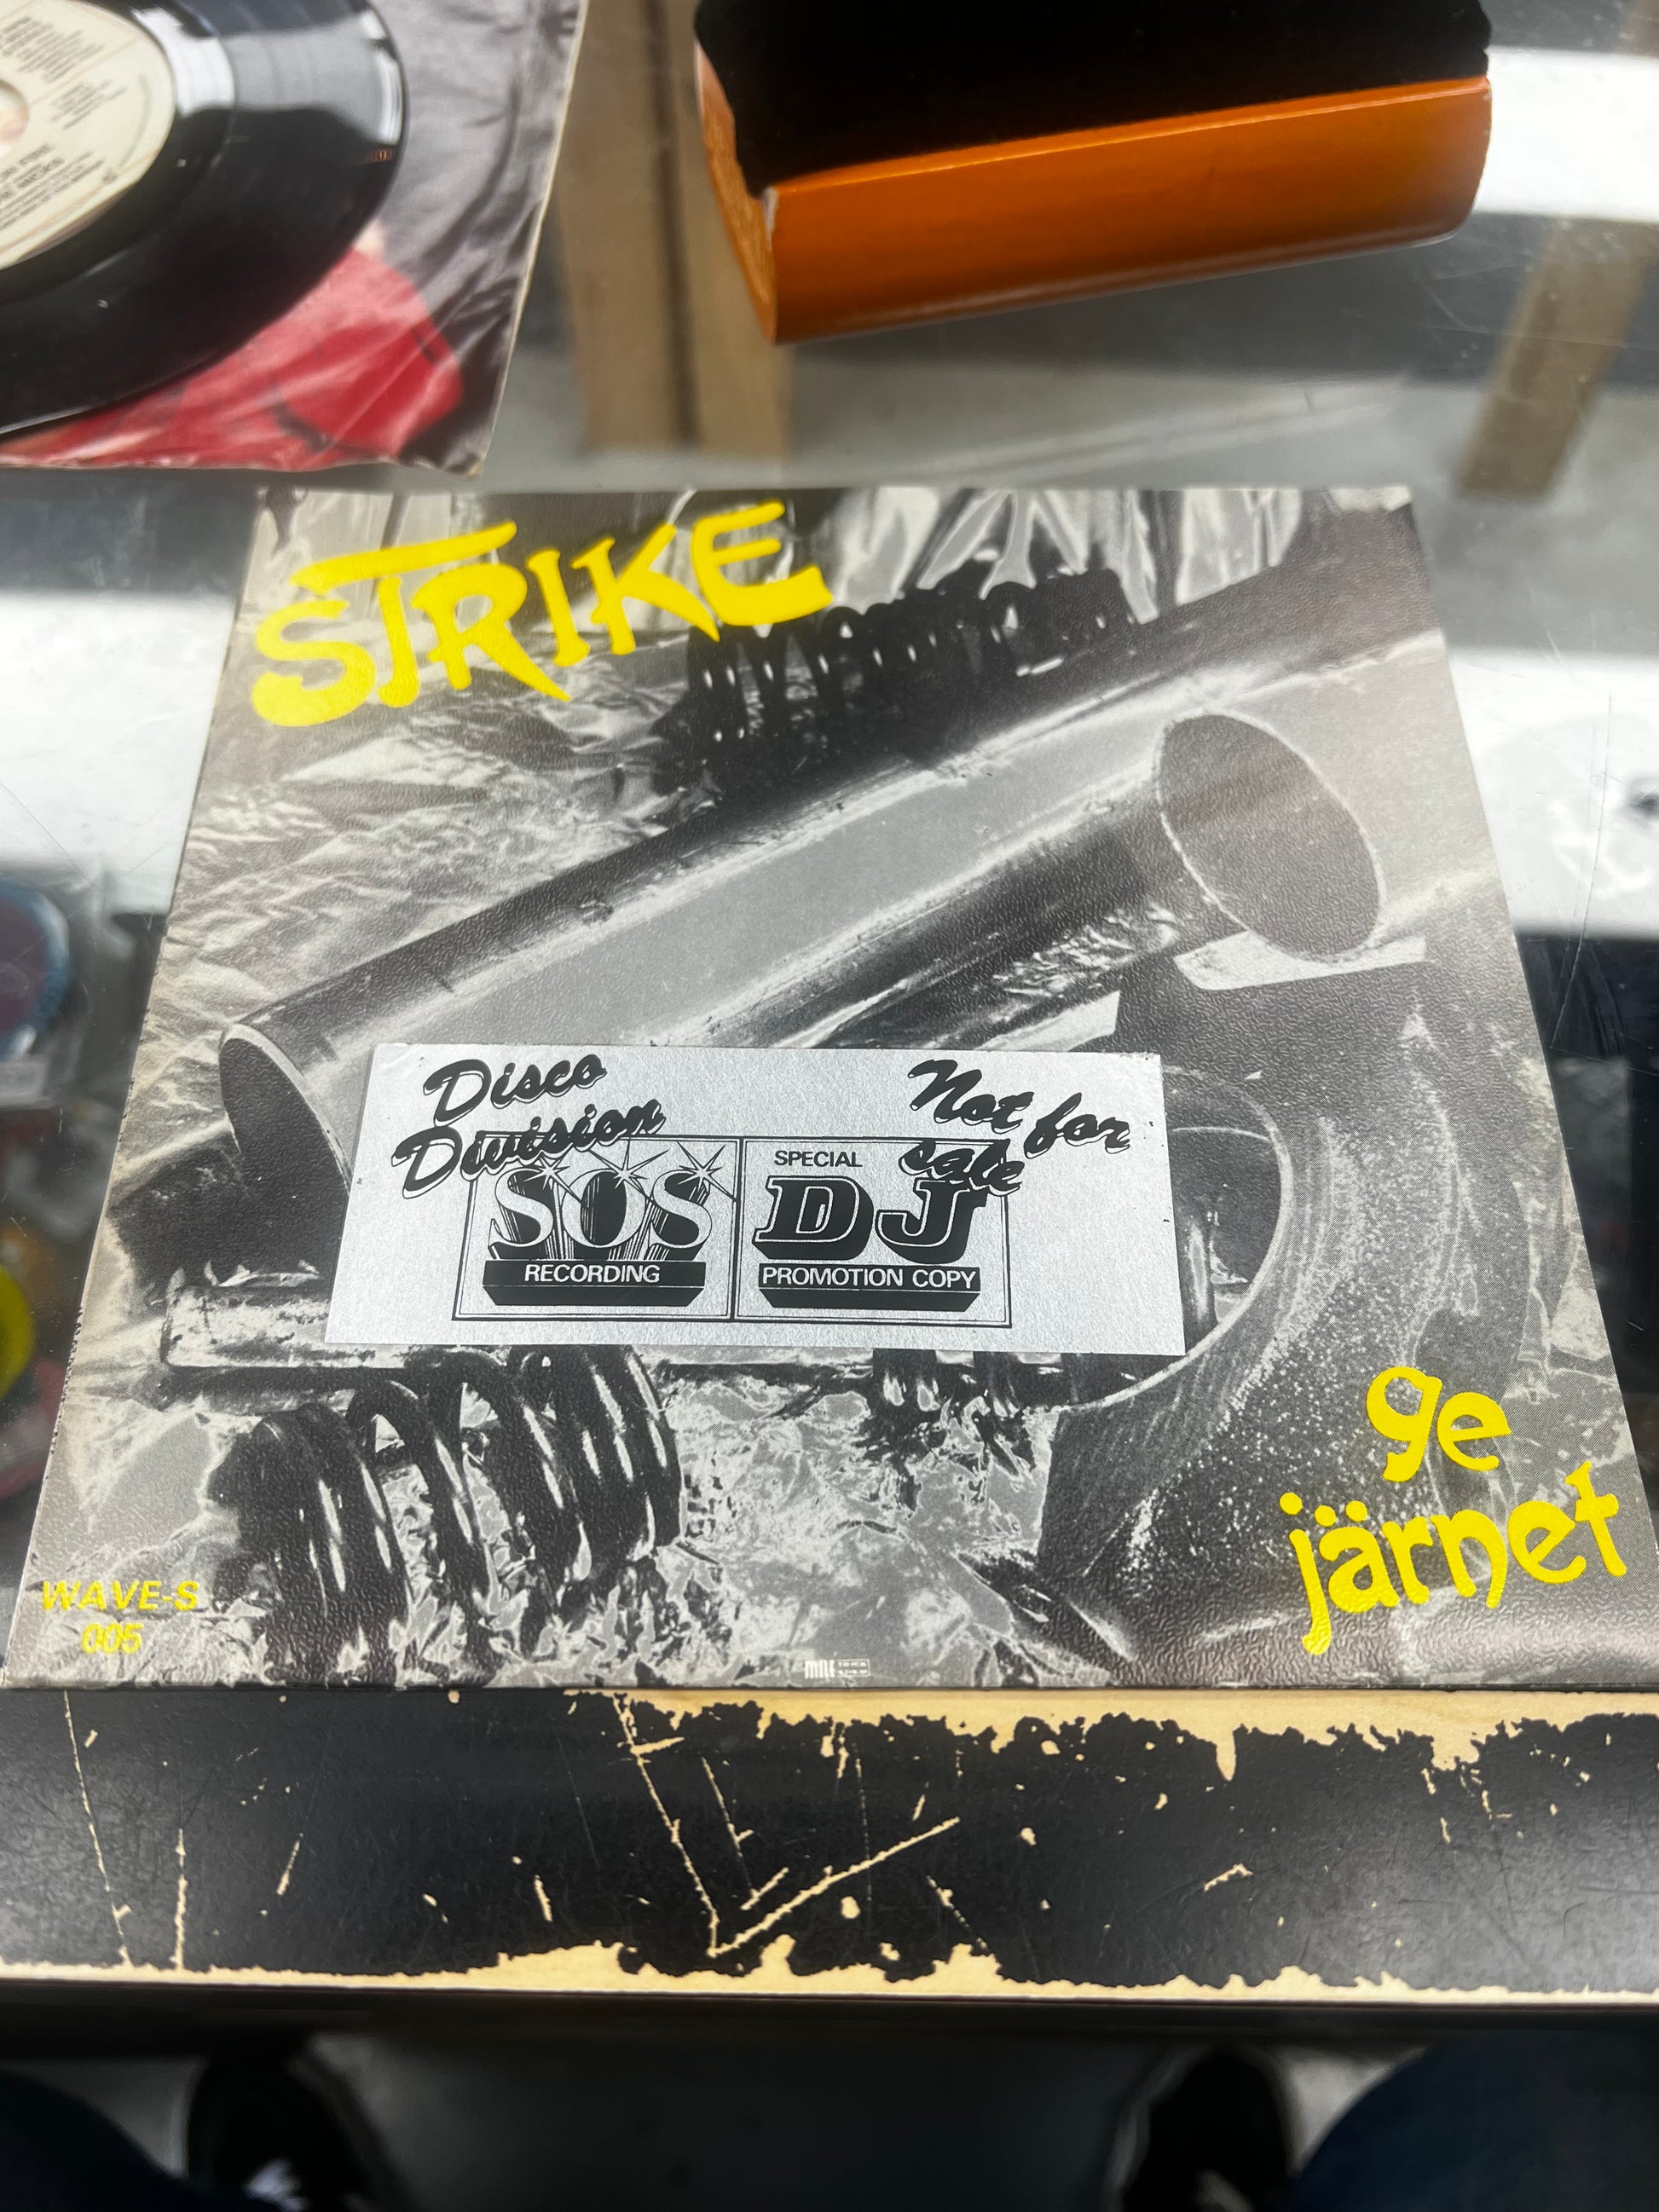 STRIKE
Disco
Division
Not for
sale
SOS
RECORDING
SPECIAL
DJ
PROMOTION COPY
ge
järnet
WAVE-S
005